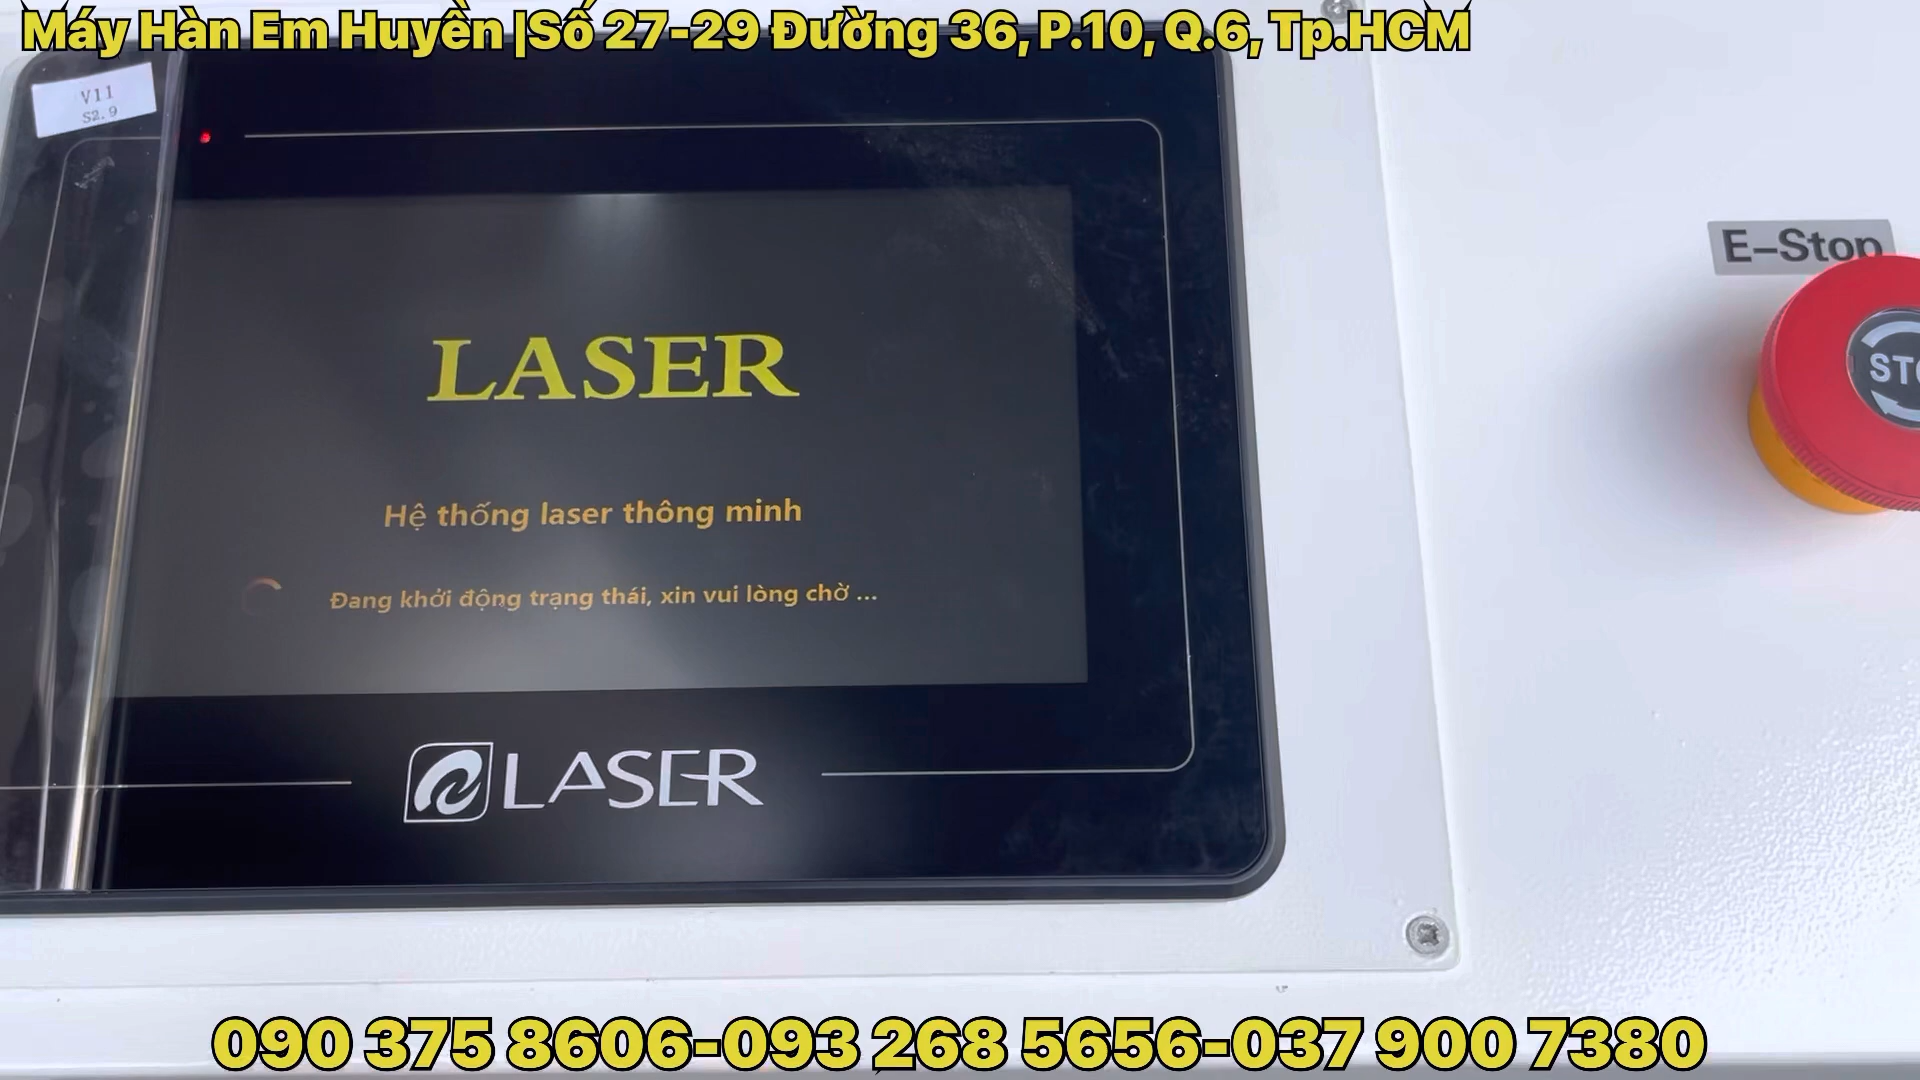 Máy Hàn Em Huyền |Số 27-29 Đường 36, P.10, Q.6, Tp.HCM
V11
S2.9
E-Stop
LASER
Hệ thống laser thông minh
Đang khởi động trạng thái, xin vui lòng chờ ...
LASER
090 375 8606-093 268 5656-037 900 7380